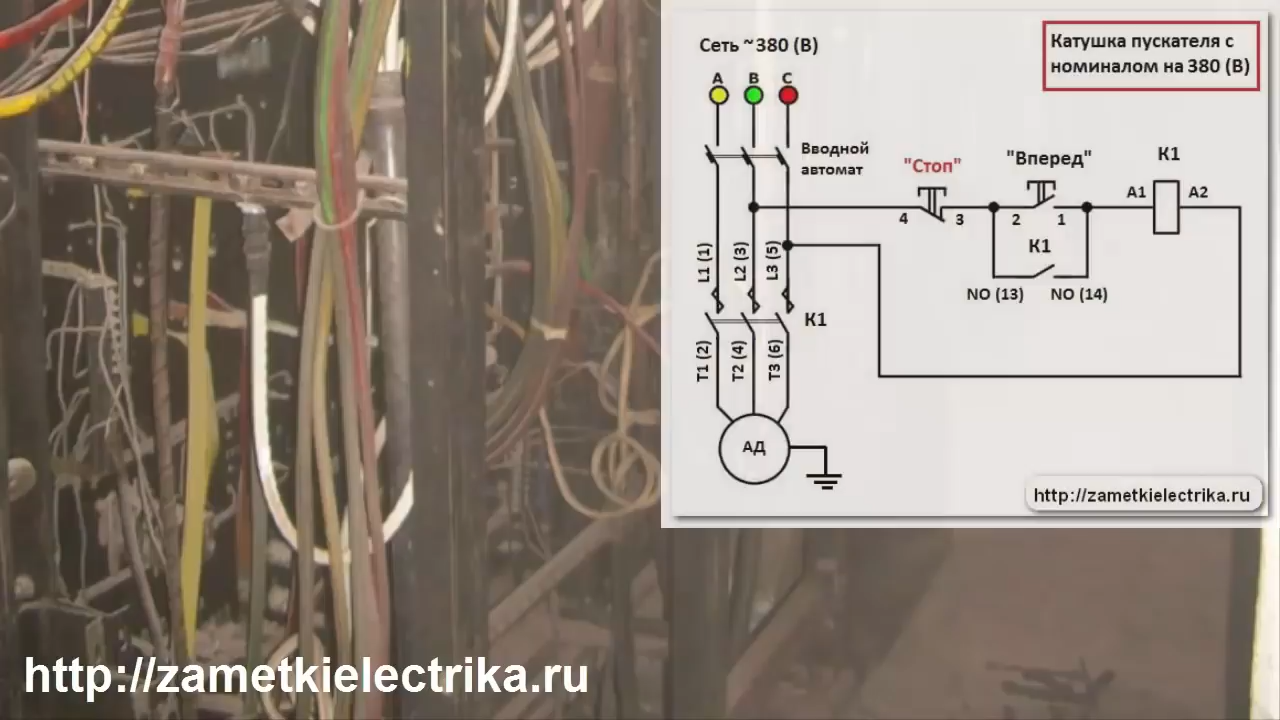 Сеть ~380 (В)
Катушка пускателя с
номиналом на 380 (В)
A B C
Вводной
автомат
"Стоп"
"Вперед"
K1
4 3 2 1 A1 A2
K1
NO (13) NO (14)
L1 (1) L2 (3) L3 (5)
K1
T1 (2) T2 (4) T3 (6)
АД
http://zametkielectrika.ru
http://zametkielectrika.ru